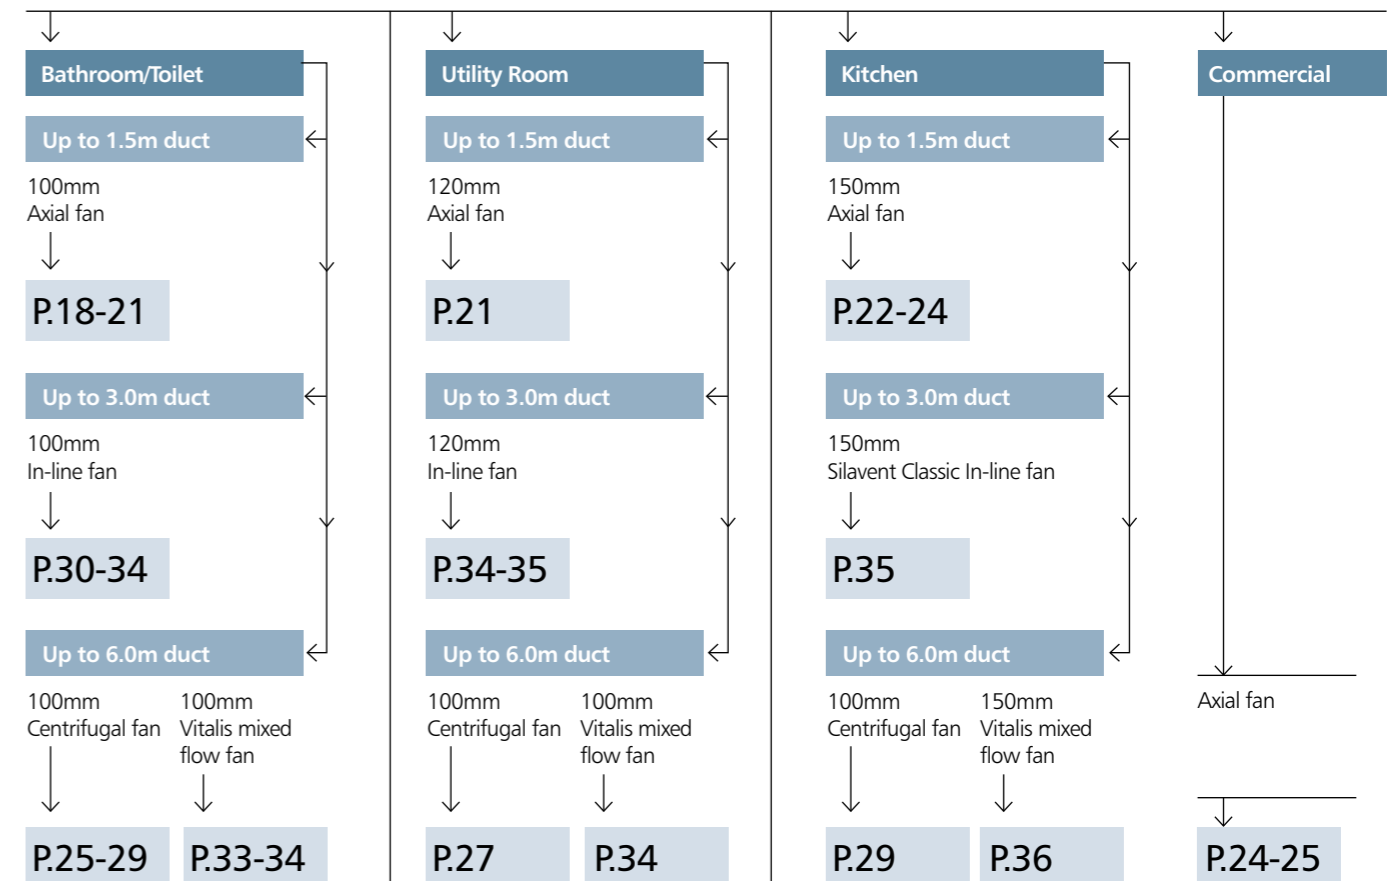 Bathroom/Toilet
Up to 1.5m duct
100mm
Axial fan
P.18-21
Up to 3.0m duct
100mm
In-line fan
P.30-34
Up to 6.0m duct
100mm
Centrifugal fan
P.25-29
100mm
Vitalis mixed
flow fan
P.33-34
Utility Room
Up to 1.5m duct
120mm
Axial fan
P.21
Up to 3.0m duct
120mm
In-line fan
P.34-35
Up to 6.0m duct
100mm
Centrifugal fan
P.27
100mm
Vitalis mixed
flow fan
P.34
Kitchen
Up to 1.5m duct
150mm
Axial fan
P.22-24
Up to 3.0m duct
150mm
Silavent Classic In-line fan
P.35
Up to 6.0m duct
100mm
Centrifugal fan
P.29
150mm
Vitalis mixed
flow fan
P.36
Commercial
Axial fan
P.24-25